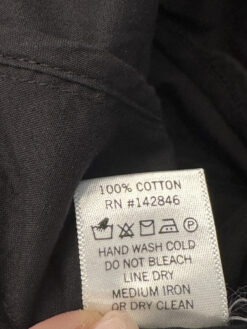 100% COTTON
RN #142846
P
HAND WASH COLD
DO NOT BLEACH
LINE DRY
MEDIUM IRON
OR DRY CLEAN